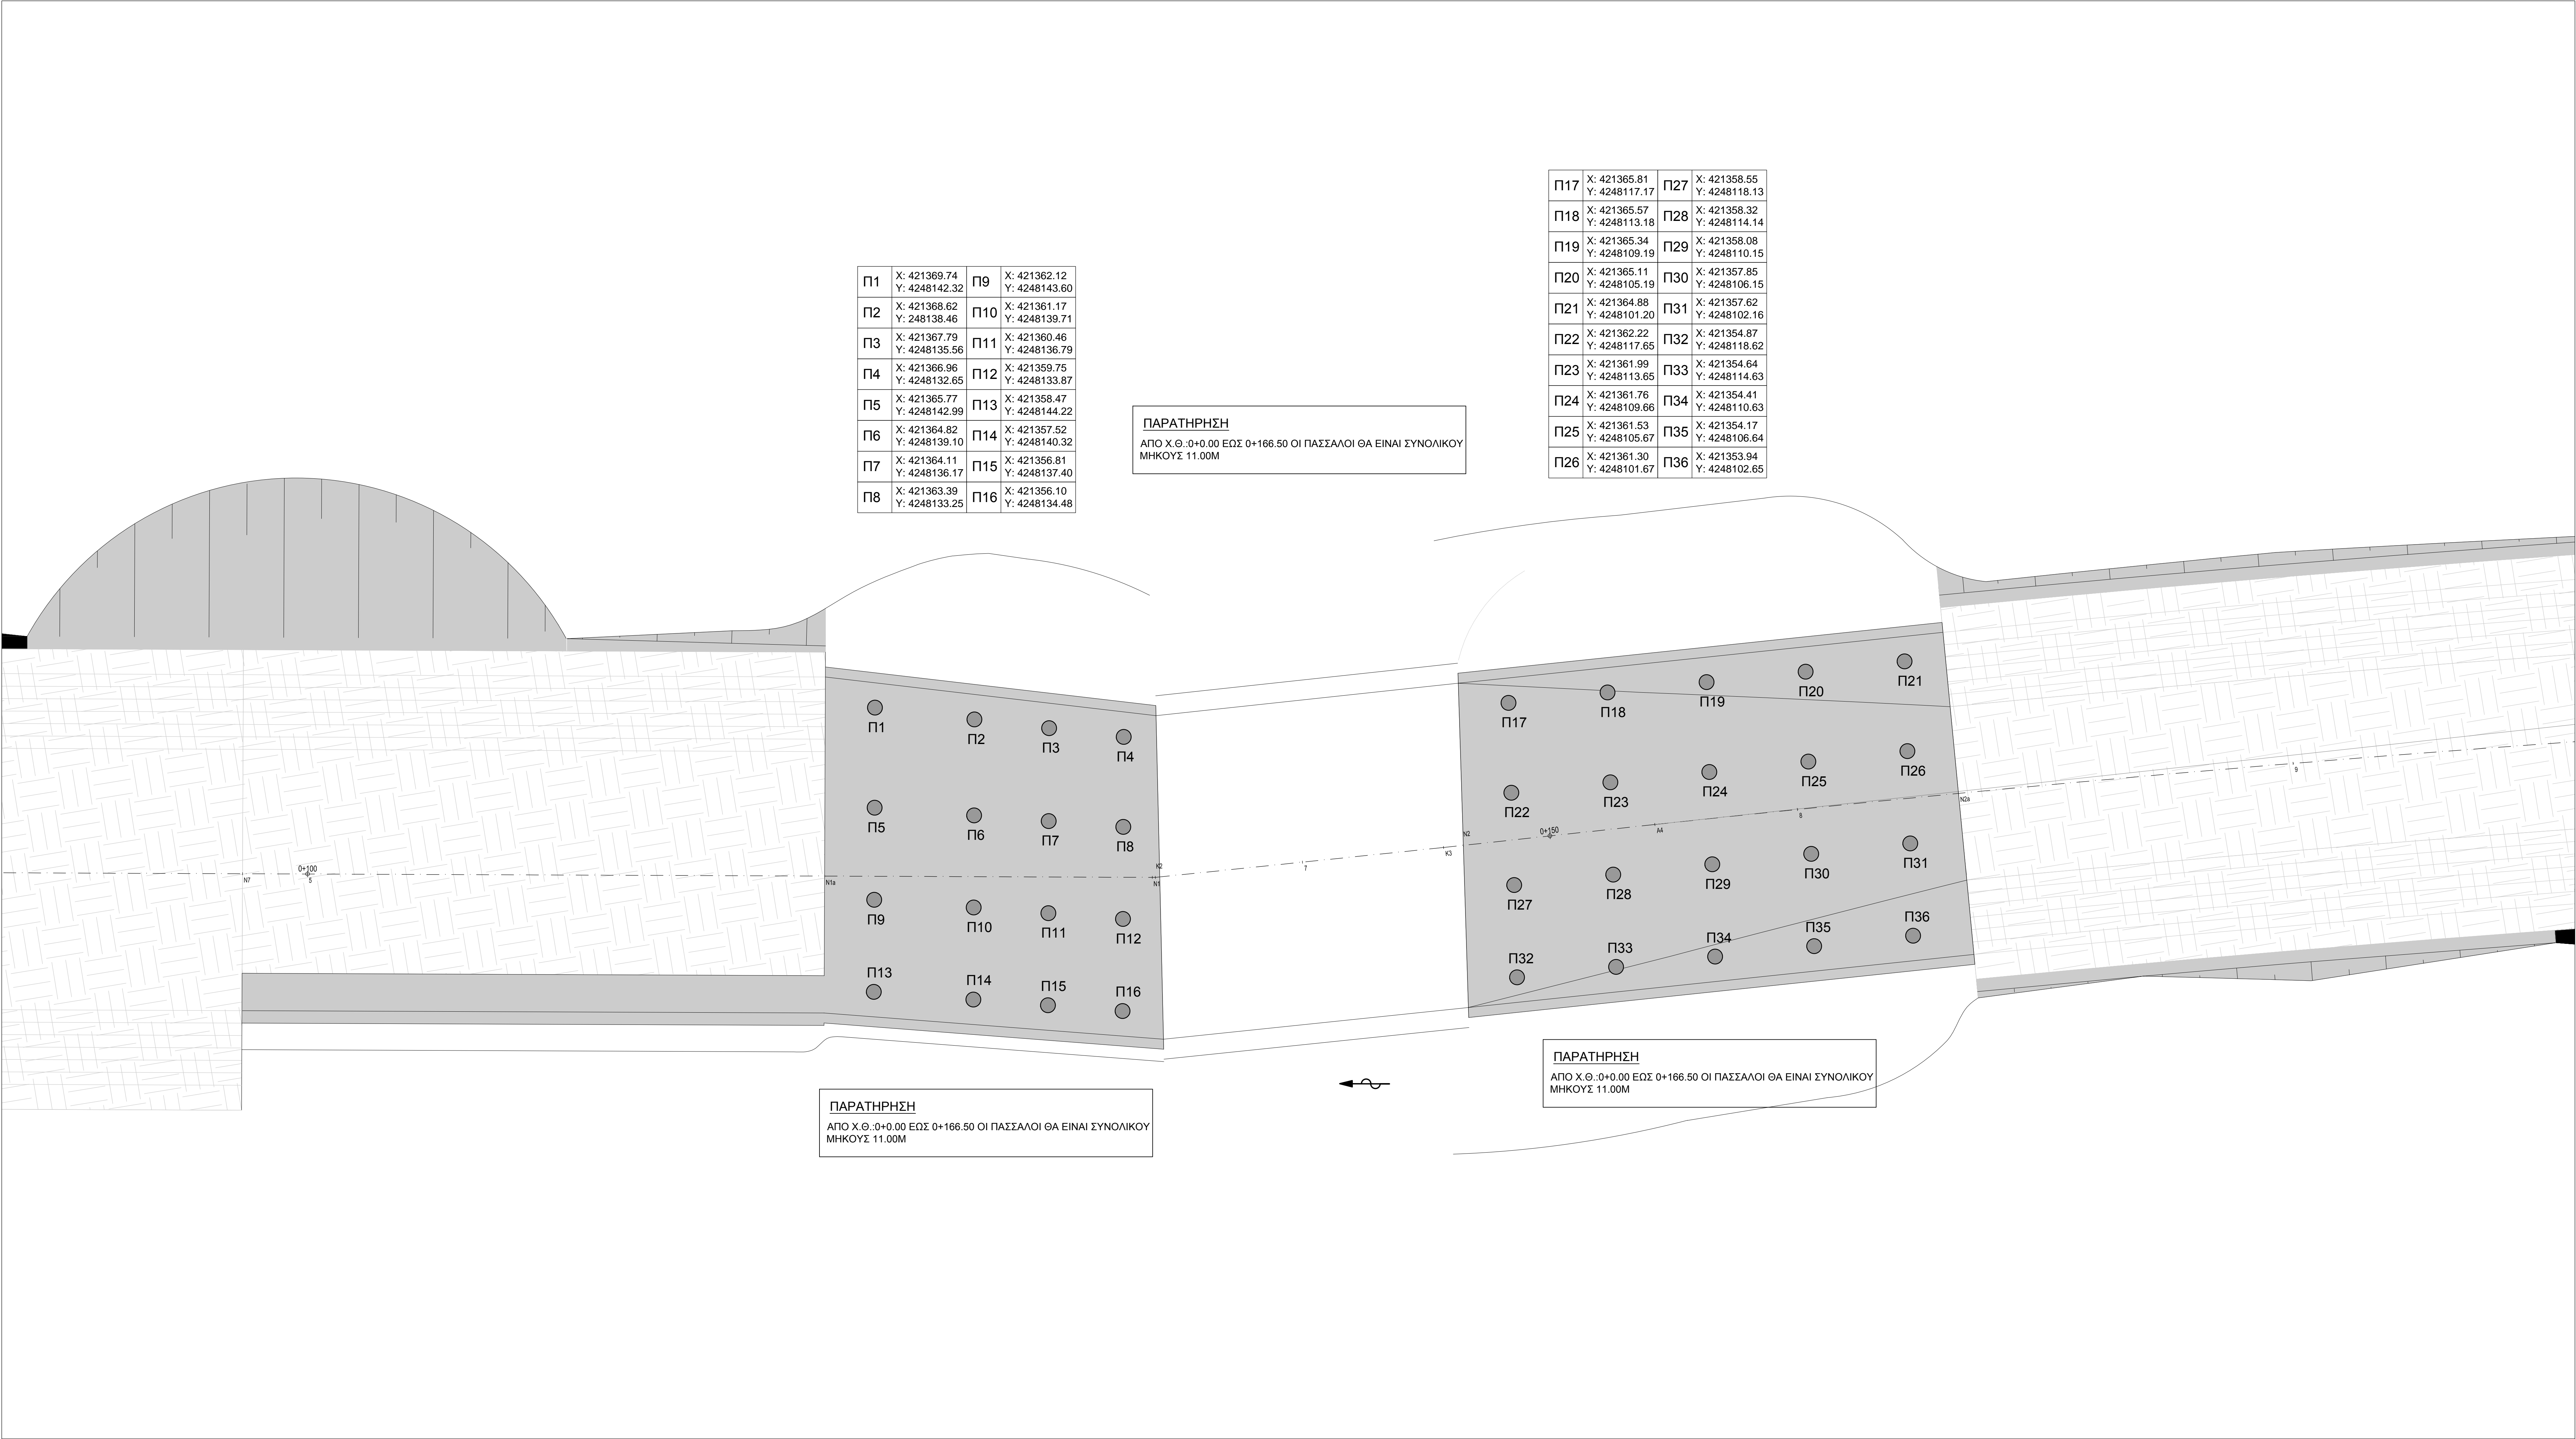 Π17 X: 421365.81 Y: 4248117.17 Π27 X: 421358.55 Y: 4248118.13
Π18 X: 421365.57 Y: 4248113.18 Π28 X: 421358.32 Y: 4248114.14
Π19 X: 421365.34 Y: 4248109.19 Π29 X: 421358.08 Y: 4248110.15
Π20 X: 421365.11 Y: 4248105.19 Π30 X: 421357.85 Y: 4248106.15
Π21 X: 421364.88 Y: 4248101.20 Π31 X: 421357.62 Y: 4248102.16
Π22 X: 421362.22 Y: 4248117.65 Π32 X: 421354.87 Y: 4248118.62
Π23 X: 421361.99 Y: 4248113.65 Π33 X: 421354.64 Y: 4248114.63
Π24 X: 421361.76 Y: 4248109.66 Π34 X: 421354.41 Y: 4248110.63
Π25 X: 421361.53 Y: 4248105.67 Π35 X: 421354.17 Y: 4248106.64
Π26 X: 421361.30 Y: 4248101.67 Π36 X: 421353.94 Y: 4248102.65
Π1 X: 421369.74 Y: 4248142.32 Π9 X: 421362.12 Y: 4248143.60
Π2 X: 421368.62 Y: 248138.46 Π10 X: 421361.17 Y: 4248139.71
Π3 X: 421367.79 Y: 4248135.56 Π11 X: 421360.46 Y: 4248136.79
Π4 X: 421366.96 Y: 4248132.65 Π12 X: 421359.75 Y: 4248133.87
Π5 X: 421365.77 Y: 4248142.99 Π13 X: 421358.47 Y: 4248144.22
Π6 X: 421364.82 Y: 4248139.10 Π14 X: 421357.52 Y: 4248140.32
Π7 X: 421364.11 Y: 4248136.17 Π15 X: 421356.81 Y: 4248137.40
Π8 X: 421363.39 Y: 4248133.25 Π16 X: 421356.10 Y: 4248134.48
ΠΑΡΑΤΗΡΗΣΗ
ΑΠΟ Χ.Θ.:0+0.00 ΕΩΣ 0+166.50 ΟΙ ΠΑΣΣΑΛΟΙ ΘΑ ΕΙΝΑΙ ΣΥΝΟΛΙΚΟΥ
ΜΗΚΟΥΣ 11.00Μ
Π1 Π2 Π3 Π4
Π5 Π6 Π7 Π8
0+100
5
N7
N1a
K2
N1
Π9 Π10 Π11 Π12
Π13 Π14 Π15 Π16
7
K3
N2
Π17 Π18 Π19 Π20 Π21
Π22 Π23 Π24 Π25 Π26
0+150
A4
8
N2a
9
Π27 Π28 Π29 Π30 Π31
Π32 Π33 Π34 Π35 Π36
ΠΑΡΑΤΗΡΗΣΗ
ΑΠΟ Χ.Θ.:0+0.00 ΕΩΣ 0+166.50 ΟΙ ΠΑΣΣΑΛΟΙ ΘΑ ΕΙΝΑΙ ΣΥΝΟΛΙΚΟΥ
ΜΗΚΟΥΣ 11.00Μ
ΠΑΡΑΤΗΡΗΣΗ
ΑΠΟ Χ.Θ.:0+0.00 ΕΩΣ 0+166.50 ΟΙ ΠΑΣΣΑΛΟΙ ΘΑ ΕΙΝΑΙ ΣΥΝΟΛΙΚΟΥ
ΜΗΚΟΥΣ 11.00Μ